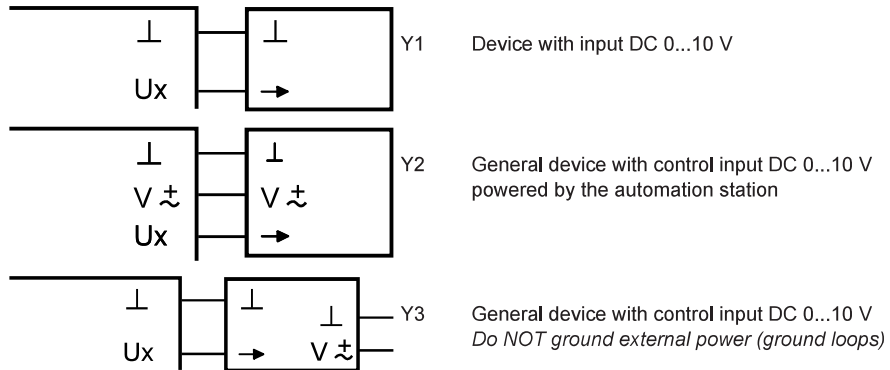 ⊥ ⊥ Y1 Device with input DC 0...10 V
Ux →
⊥ ⊥ Y2 General device with control input DC 0...10 V
V ≂ V ≂ powered by the automation station
Ux →
⊥ ⊥ ⊥ Y3 General device with control input DC 0...10 V
Ux → V ≂ Do NOT ground external power (ground loops)